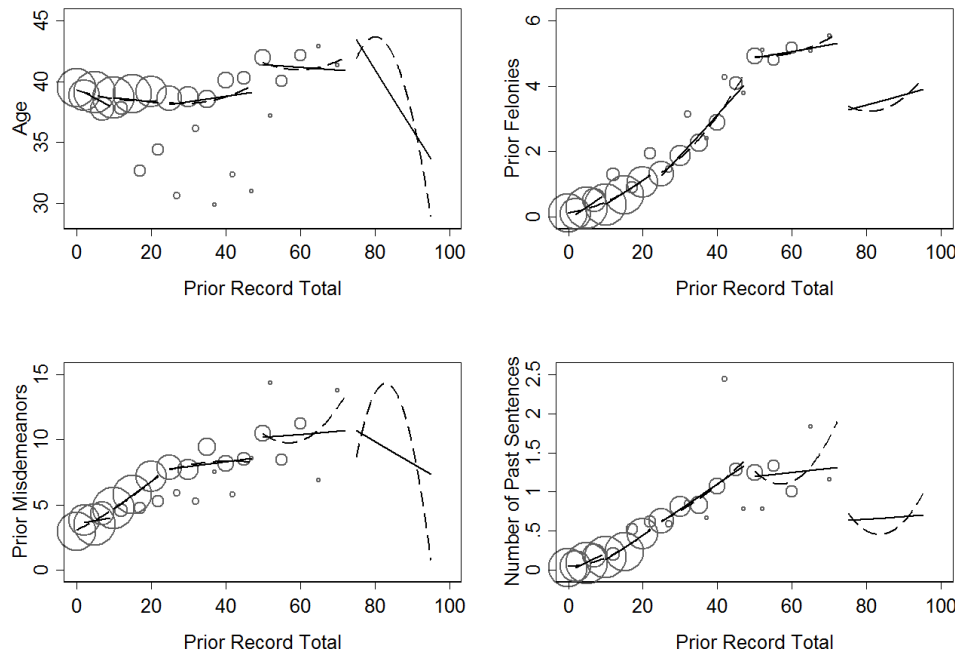 45
40
35
30
Age
0 20 40 60 80 100
Prior Record Total
6
4
2
0
Prior Felonies
0 20 40 60 80 100
Prior Record Total
15
10
5
0
Prior Misdemeanors
0 20 40 60 80 100
Prior Record Total
2.5
2
1.5
1
.5
0
Number of Past Sentences
0 20 40 60 80 100
Prior Record Total